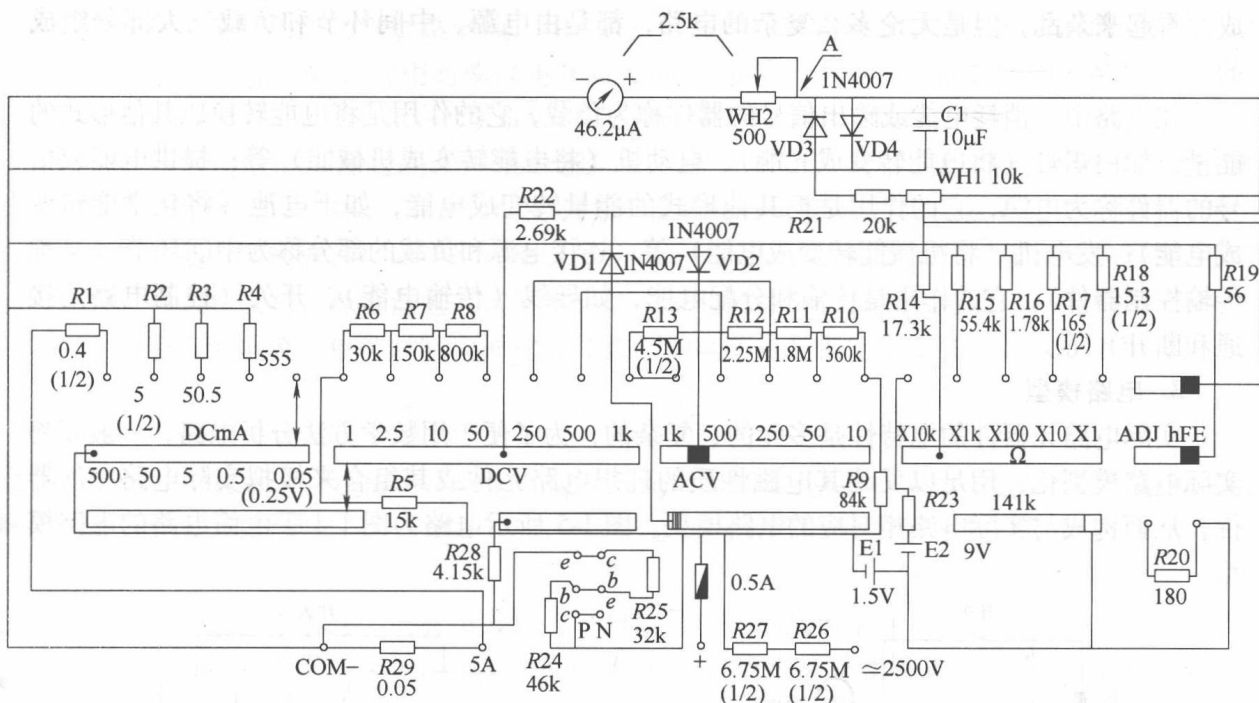 2.5k
A
−
+
1N4007
46.2μA
WH2
500
VD3
VD4
C1
10μF
WH1 10k
R22
2.69k
1N4007
R21
20k
VD1
1N4007
VD2
R1
R2
R3
R4
R6
R7
R8
R13
R12
R11
R10
R14
R15
R16
R17
R18
R19
0.4
(1/2)
5
(1/2)
50.5
555
30k
150k
800k
4.5M
(1/2)
2.25M
1.8M
360k
17.3k
55.4k
1.78k
165
(1/2)
15.3
(1/2)
56
DCmA
2.5
10
50
250
500
1k
1k
500
250
50
10
X10k
X1k
X100
X10
X1
ADJ
hFE
500
50
5
0.5
0.05
(0.25V)
DCV
ACV
Ω
R5
15k
R9
84k
R23
141k
R28
4.15k
e
c
b
b
c
e
P N
R25
32k
0.5A
E1
1.5V
E2
9V
R20
180
COM−
R29
0.05
5A
R24
46k
+
R27
6.75M
(1/2)
R26
6.75M
(1/2)
≃2500V